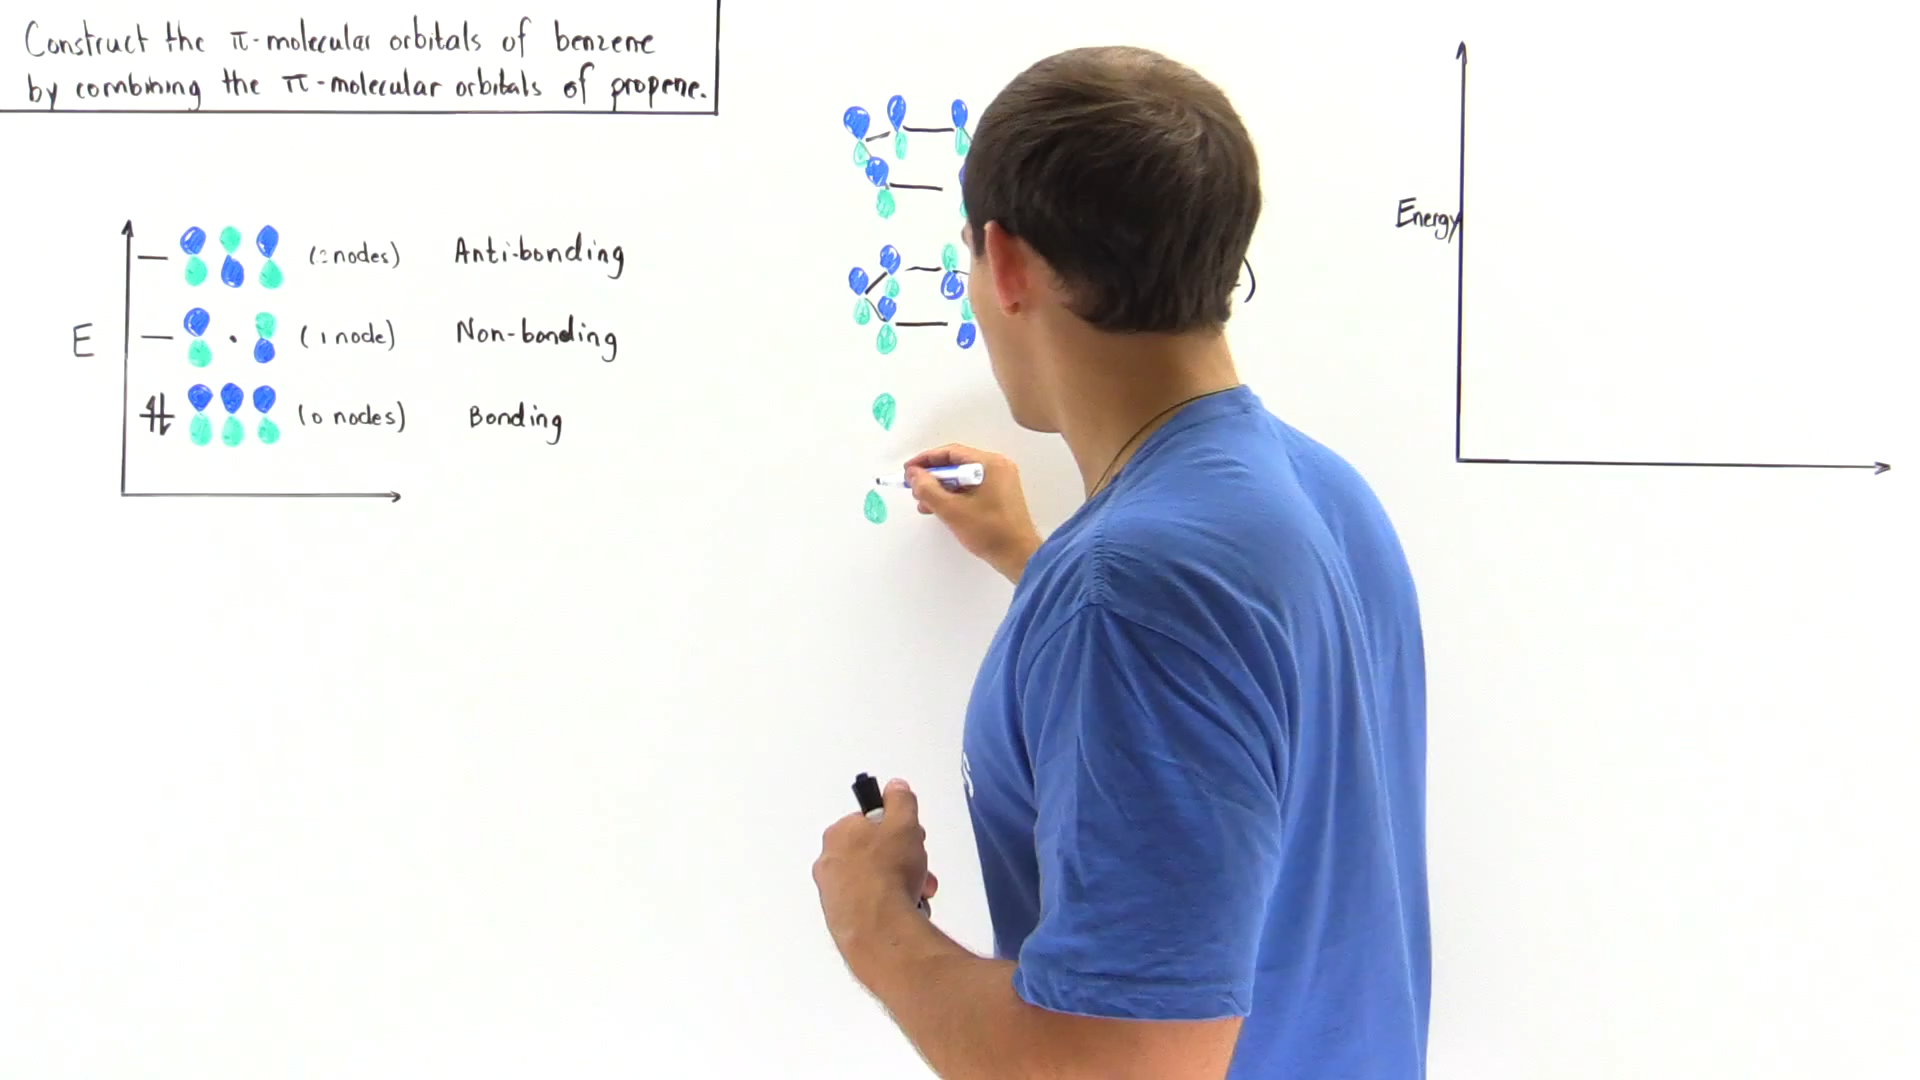 Construct the π-molecular orbitals of benzene
by combining the π-molecular orbitals of propene.
E
(2 nodes) Anti-bonding
(1 node) Non-bonding
(0 nodes) Bonding
)
Energy